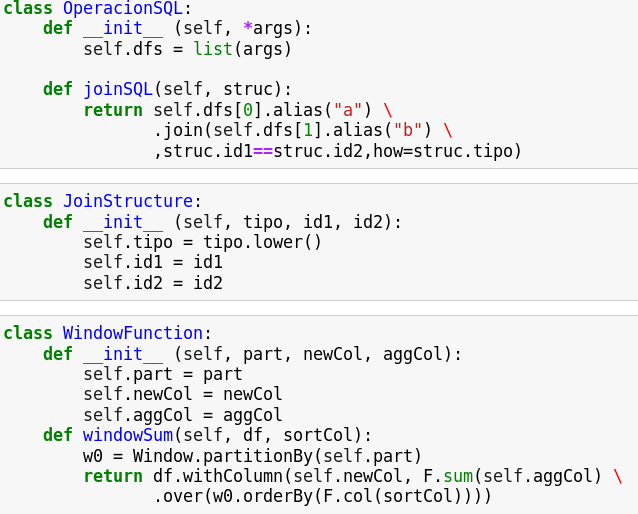 class OperacionSQL:
    def __init__ (self, *args):
        self.dfs = list(args)

    def joinSQL(self, struc):
        return self.dfs[0].alias("a") \
               .join(self.dfs[1].alias("b") \
               ,struc.id1==struc.id2,how=struc.tipo)
class JoinStructure:
    def __init__ (self, tipo, id1, id2):
        self.tipo = tipo.lower()
        self.id1 = id1
        self.id2 = id2
class WindowFunction:
    def __init__ (self, part, newCol, aggCol):
        self.part = part
        self.newCol = newCol
        self.aggCol = aggCol
    def windowSum(self, df, sortCol):
        w0 = Window.partitionBy(self.part)
        return df.withColumn(self.newCol, F.sum(self.aggCol) \
               .over(w0.orderBy(F.col(sortCol))))